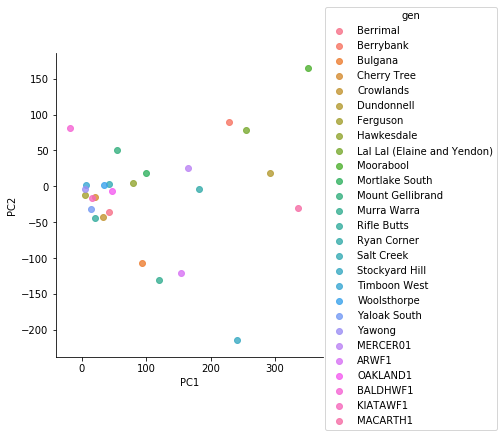 gen
Berrimal
Berrybank
Bulgana
Cherry Tree
Crowlands
Dundonnell
Ferguson
Hawkesdale
Lal Lal (Elaine and Yendon)
Moorabool
Mortlake South
Mount Gellibrand
Murra Warra
Rifle Butts
Ryan Corner
Salt Creek
Stockyard Hill
Timboon West
Woolsthorpe
Yaloak South
Yawong
MERCER01
ARWF1
OAKLAND1
BALDHWF1
KIATAWF1
MACARTH1
PC2
150
100
50
0
−50
−100
−150
−200
0
100
200
300
PC1